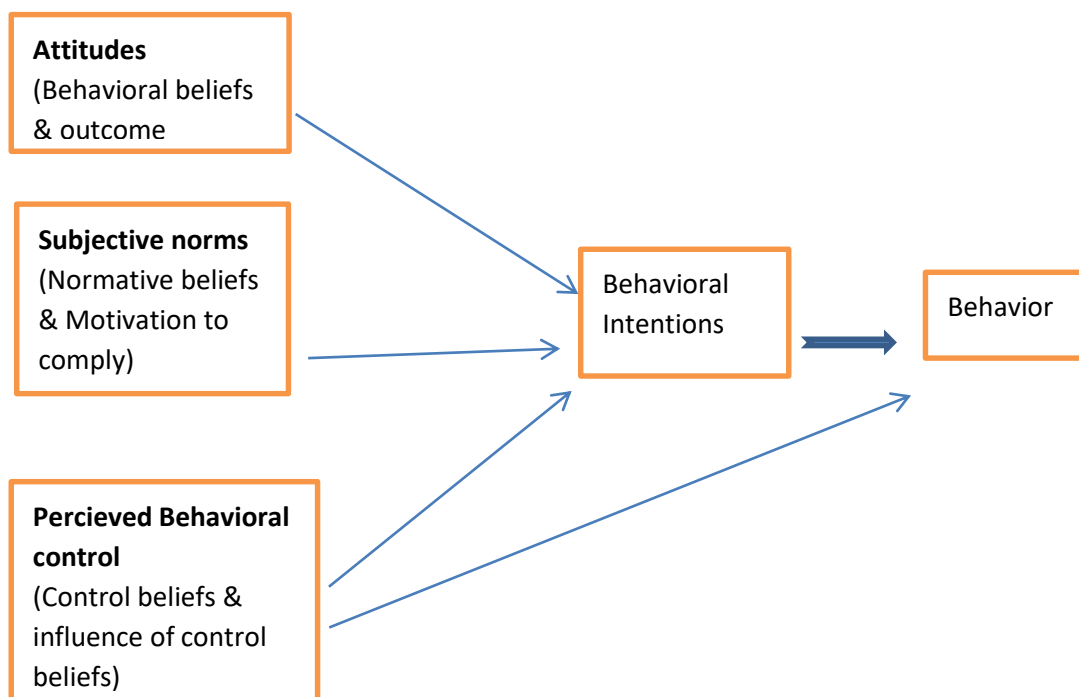 Attitudes
(Behavioral beliefs
& outcome
Subjective norms
(Normative beliefs
& Motivation to
comply)
Behavioral
Intentions
Behavior
Percieved Behavioral
control
(Control beliefs &
influence of control
beliefs)